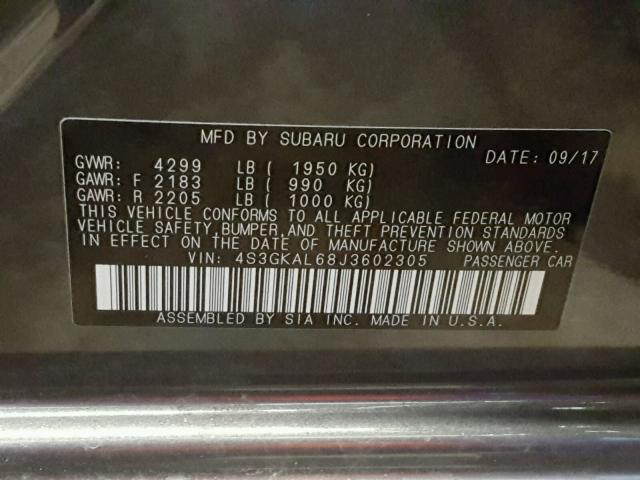 MFD BY SUBARU CORPORATION
DATE: 09/17
GVWR: 4299 LB ( 1950 KG)
GAWR: F 2183 LB ( 990 KG)
GAWR: R 2205 LB ( 1000 KG)
THIS VEHICLE CONFORMS TO ALL APPLICABLE FEDERAL MOTOR
VEHICLE SAFETY,BUMPER,AND THEFT PREVENTION STANDARDS
IN EFFECT ON THE DATE OF MANUFACTURE SHOWN ABOVE.
VIN: 4S3GKAL68J3602305 PASSENGER CAR
ASSEMBLED BY SIA INC. MADE IN U.S.A.